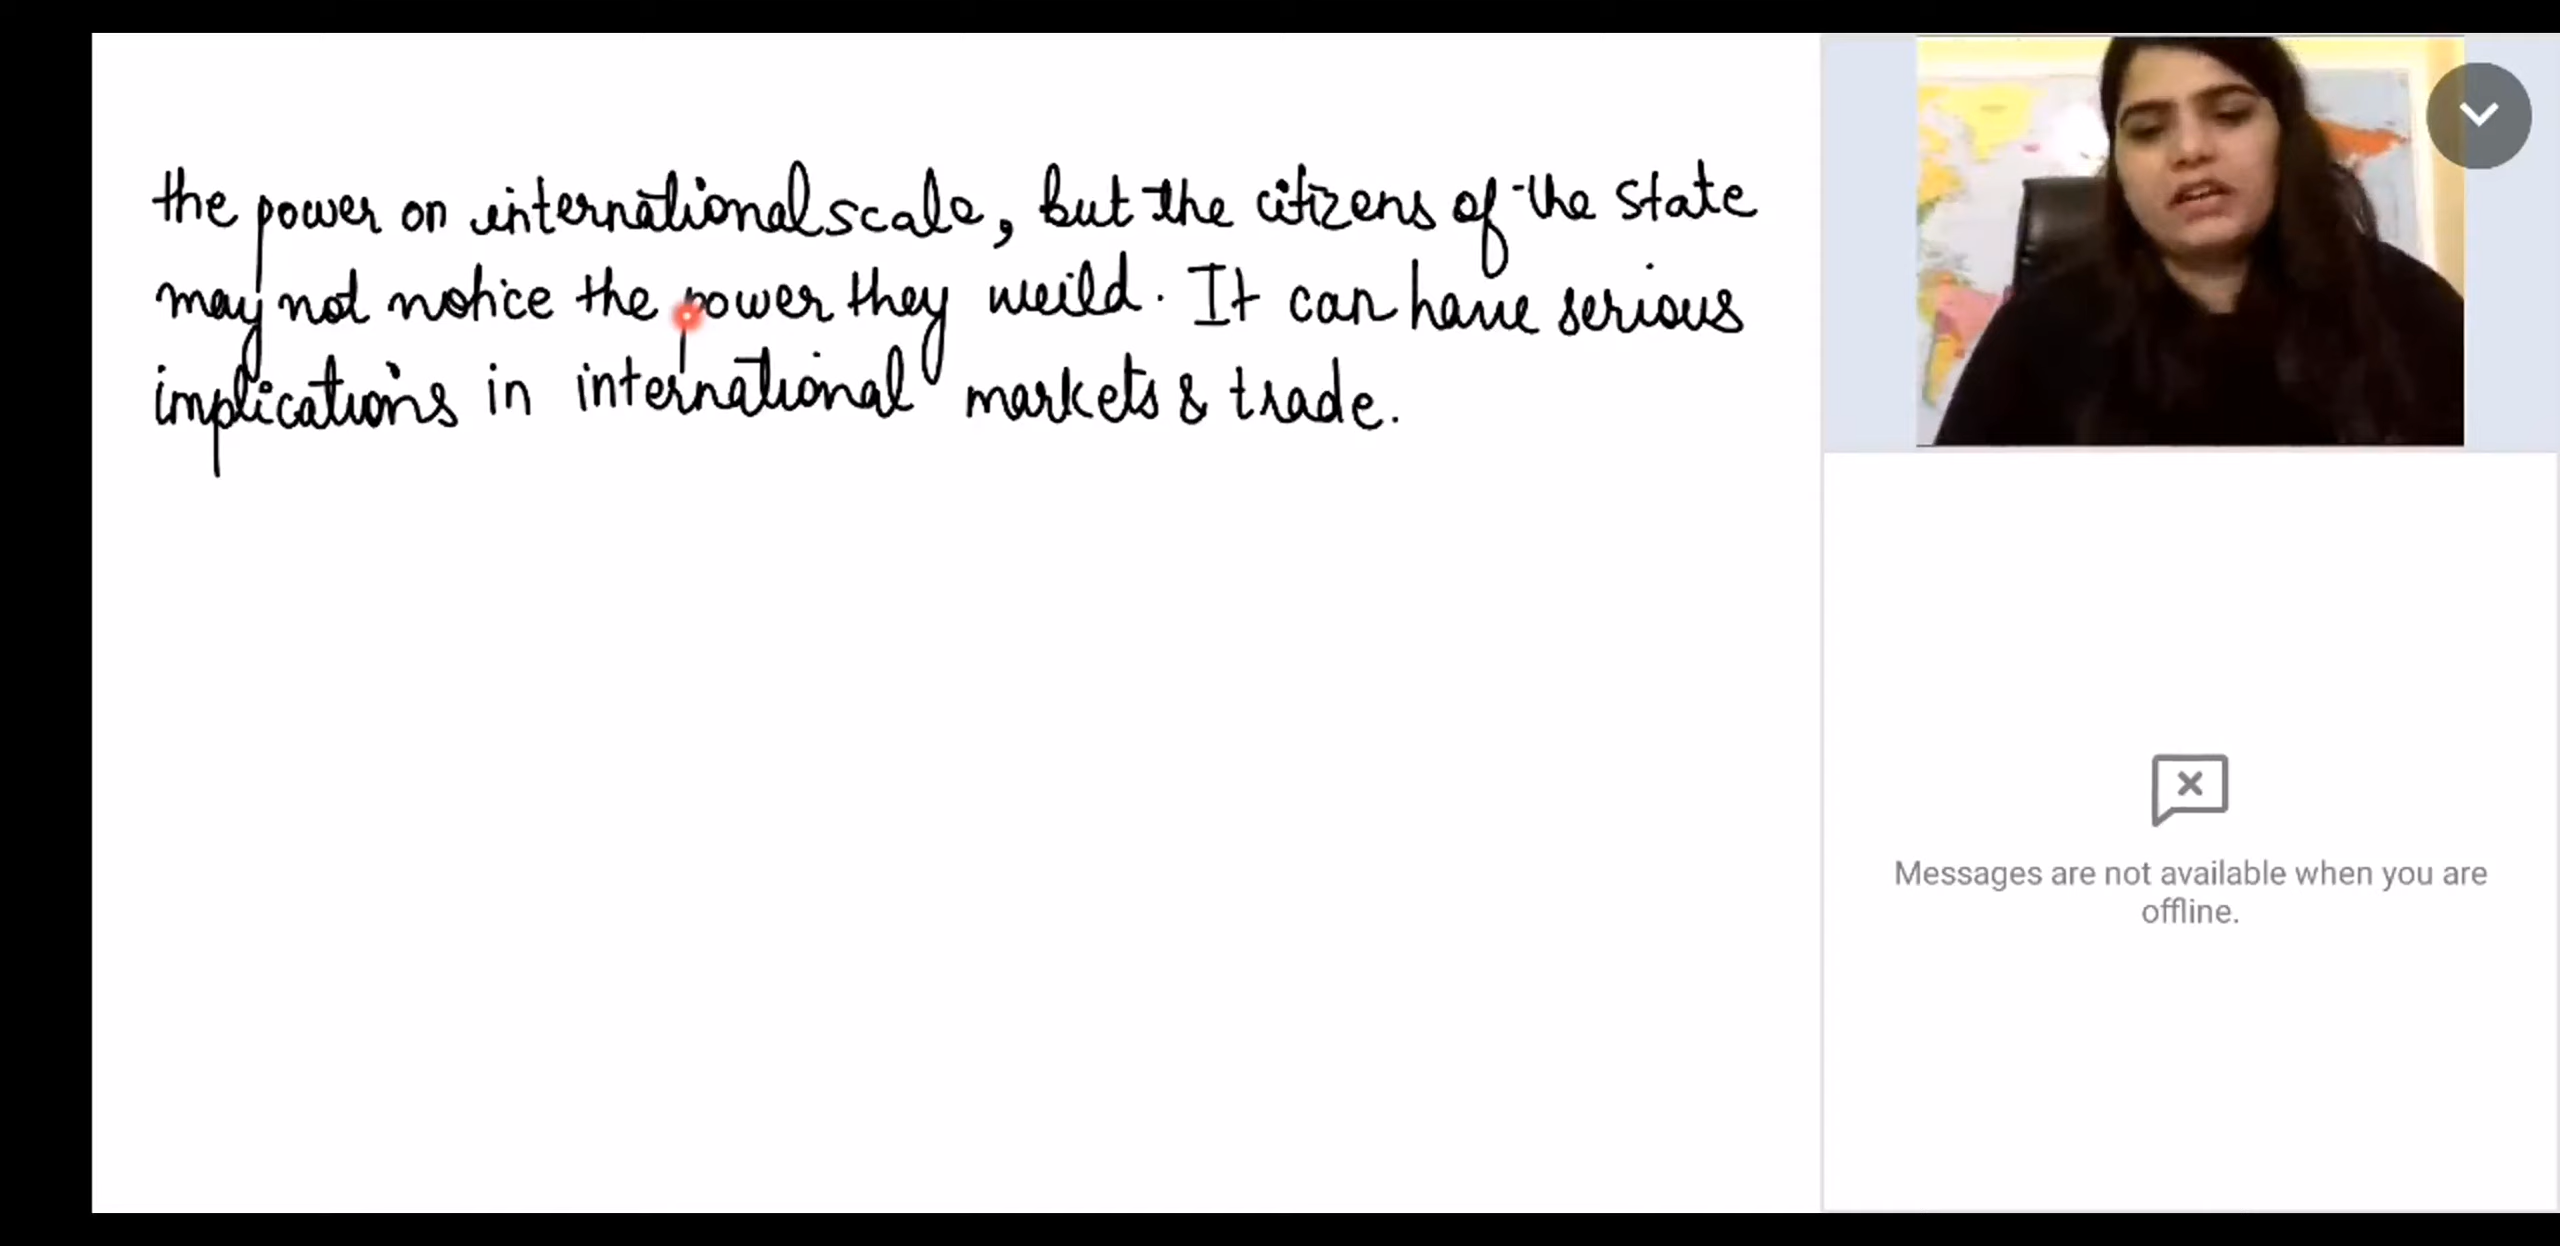 the power on international scale, but the citizens of the state
may not notice the power they weild. It can have serious
implications in international markets & trade.
Messages are not available when you are
offline.